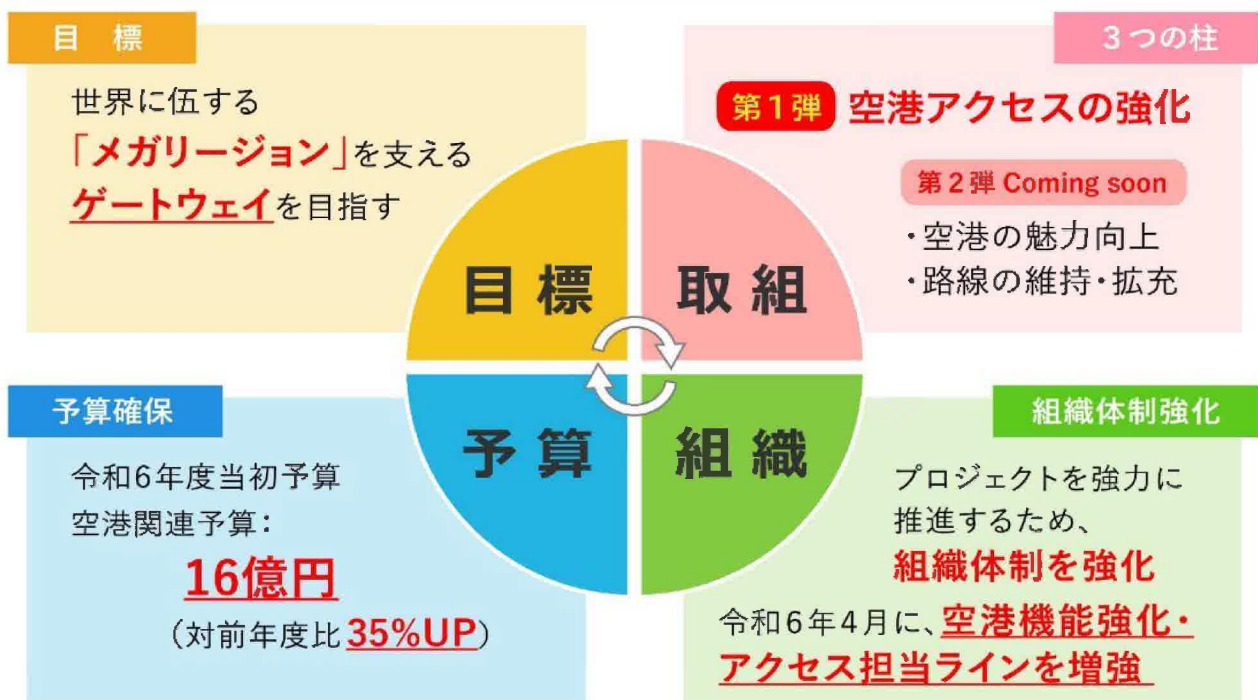 目 標
世界に伍する
「メガリージョン」を支える
ゲートウェイを目指す
3つの柱
第1弾 空港アクセスの強化
第2弾 Coming soon
・空港の魅力向上
・路線の維持・拡充
目標
取組
予算
組織
予算確保
令和6年度当初予算
空港関連予算：
16億円
（対前年度比 35%UP）
組織体制強化
プロジェクトを強力に
推進するため、
組織体制を強化
令和6年4月に、空港機能強化・
アクセス担当ラインを増強